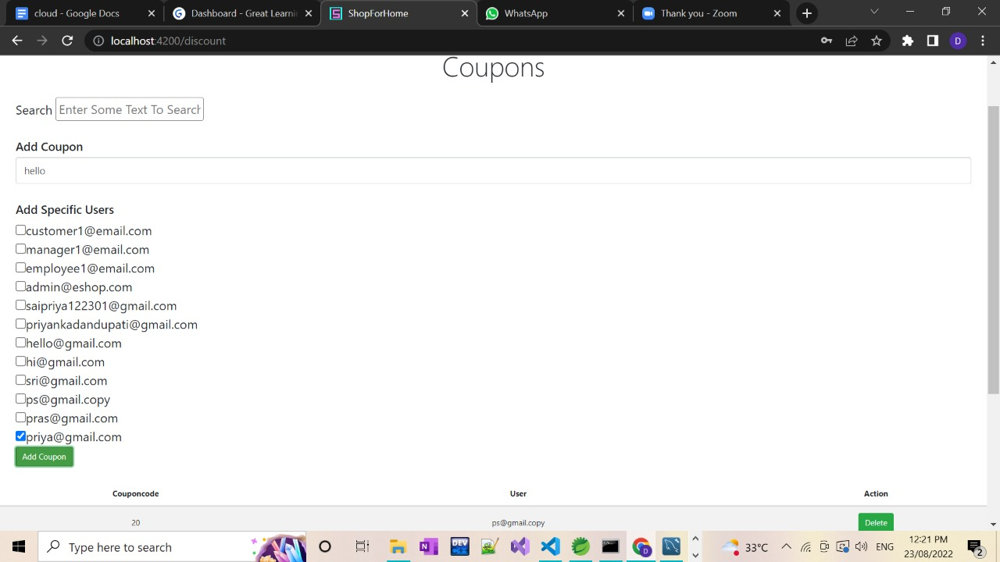 cloud - Google Docs
Dashboard - Great Learni
ShopForHome
WhatsApp
Thank you - Zoom
localhost:4200/discount
D
Coupons
Search Enter Some Text To Search
Add Coupon
hello
Add Specific Users
customer1@email.com
manager1@email.com
employee1@email.com
admin@eshop.com
saipriya122301@gmail.com
priyankadandupati@gmail.com
hello@gmail.com
hi@gmail.com
sri@gmail.com
ps@gmail.copy
pras@gmail.com
priya@gmail.com
Add Coupon
Couponcode User Action
20 ps@gmail.copy Delete
Type here to search
DEV
33°C
ENG
12:21 PM
23/08/2022
2